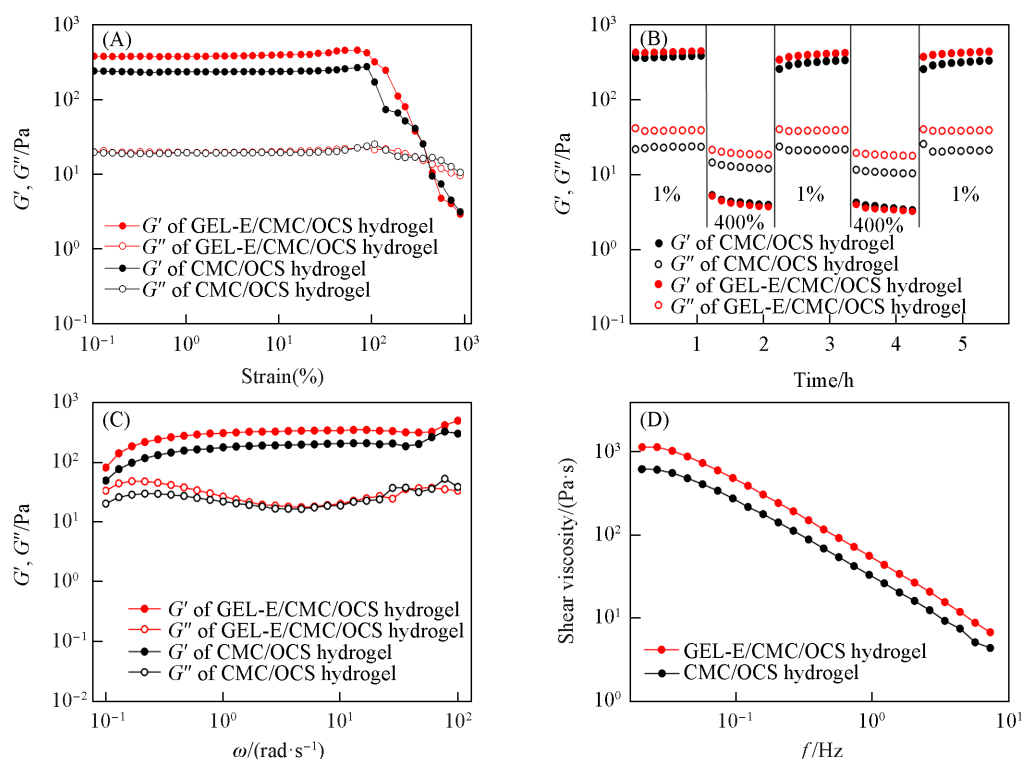 (A)
10³
10²
10¹
10⁰
10⁻¹
G′, G″/Pa
G′ of GEL-E/CMC/OCS hydrogel
G″ of GEL-E/CMC/OCS hydrogel
G′ of CMC/OCS hydrogel
G″ of CMC/OCS hydrogel
10⁻¹ 10⁰ 10¹ 10² 10³
Strain(%)
(B)
10³
10²
10¹
10⁰
10⁻¹
G′, G″/Pa
1% 1% 1%
400% 400%
G′ of CMC/OCS hydrogel
G″ of CMC/OCS hydrogel
G′ of GEL-E/CMC/OCS hydrogel
G″ of GEL-E/CMC/OCS hydrogel
1 2 3 4 5
Time/h
(C)
10³
10²
10¹
10⁰
10⁻¹
10⁻²
G′, G″/Pa
G′ of GEL-E/CMC/OCS hydrogel
G″ of GEL-E/CMC/OCS hydrogel
G′ of CMC/OCS hydrogel
G″ of CMC/OCS hydrogel
10⁻¹ 10⁰ 10¹ 10²
ω/(rad·s⁻¹)
(D)
10³
10²
10¹
10⁰
Shear viscosity/(Pa·s)
GEL-E/CMC/OCS hydrogel
CMC/OCS hydrogel
10⁻¹ 10⁰ 10¹
f/Hz